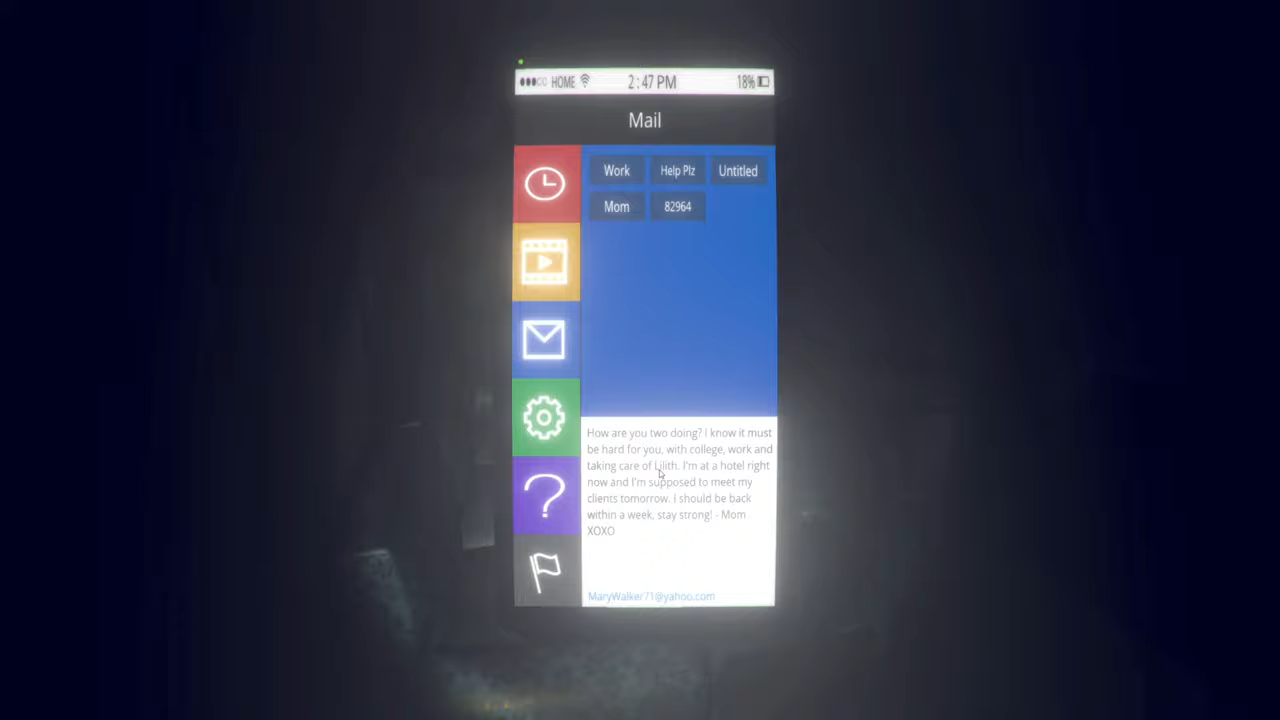 HOME 2:47 PM 18%
Mail
Work Help Plz Untitled
Mom 82964
How are you two doing? I know it must
be hard for you, with college, work and
taking care of Lilith. I'm at a hotel right
now and I'm supposed to meet my
clients tomorrow. I should be back
within a week, stay strong! - Mom
XOXO
MaryWalker71@yahoo.com